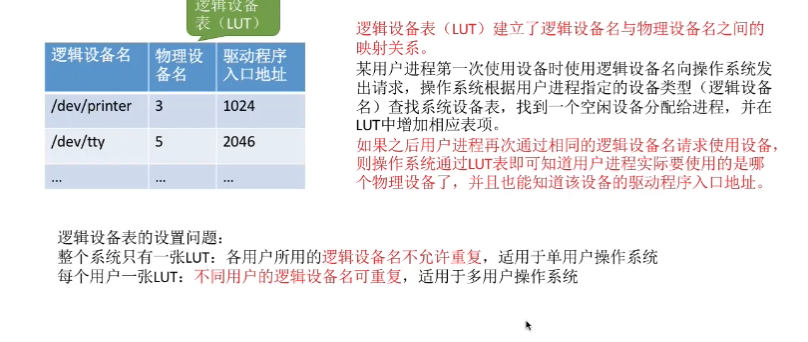 逻辑设备
表（LUT）
逻辑设备名 物理设备名 驱动程序入口地址
/dev/printer 3 1024
/dev/tty 5 2046
... ... ...
逻辑设备表（LUT）建立了逻辑设备名与物理设备名之间的
映射关系。
某用户进程第一次使用设备时使用逻辑设备名向操作系统发
出请求，操作系统根据用户进程指定的设备类型（逻辑设备
名）查找系统设备表，找到一个空闲设备分配给进程，并在
LUT中增加相应表项。
如果之后用户进程再次通过相同的逻辑设备名请求使用设备，
则操作系统通过LUT表即可知道用户进程实际要使用的是哪
个物理设备了，并且也能知道该设备的驱动程序入口地址。
逻辑设备表的设置问题：
整个系统只有一张LUT：各用户所用的逻辑设备名不允许重复，适用于单用户操作系统
每个用户一张LUT：不同用户的逻辑设备名可重复，适用于多用户操作系统